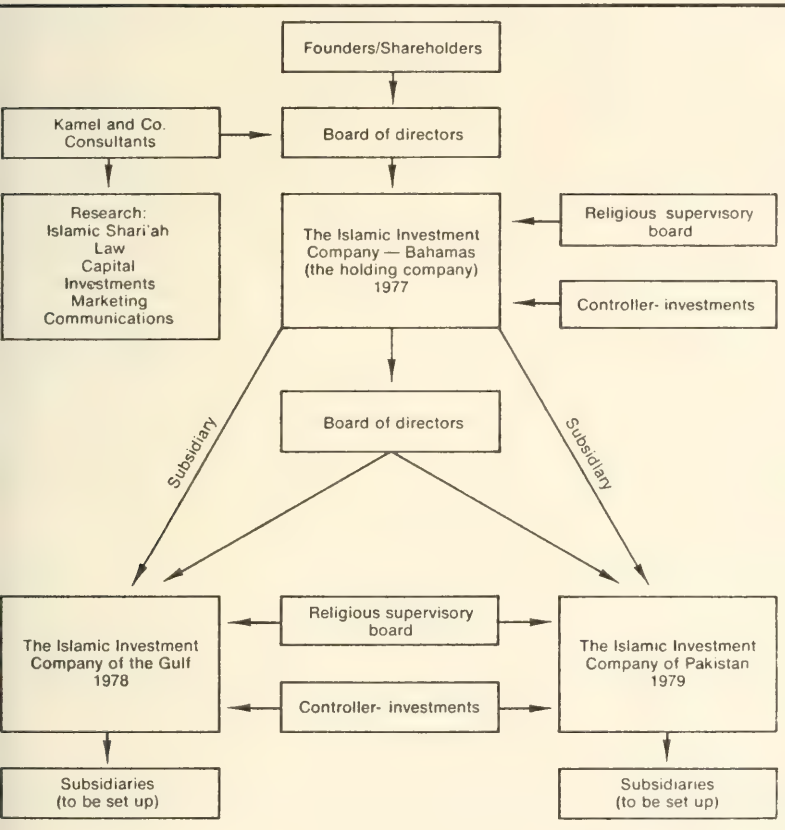 Founders/Shareholders
Kamel and Co.
Consultants
Board of directors
Research:
Islamic Shari'ah
Law
Capital
Investments
Marketing
Communications
The Islamic Investment
Company — Bahamas
(the holding company)
1977
Religious supervisory
board
Controller- investments
Board of directors
Subsidiary
Subsidiary
The Islamic Investment
Company of the Gulf
1978
Religious supervisory
board
Controller- investments
The Islamic Investment
Company of Pakistan
1979
Subsidiaries
(to be set up)
Subsidiaries
(to be set up)